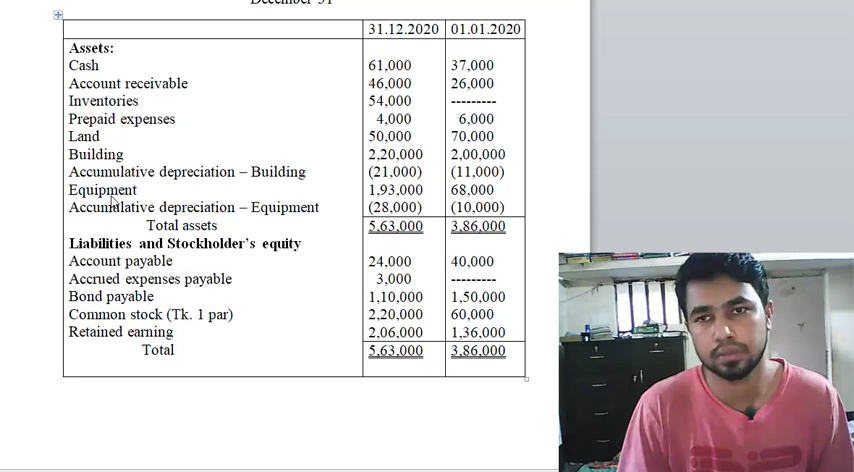 31.12.2020 01.01.2020
Assets:
Cash 61,000 37,000
Account receivable 46,000 26,000
Inventories 54,000 ---------
Prepaid expenses 4,000 6,000
Land 50,000 70,000
Building 2,20,000 2,00,000
Accumulative depreciation – Building (21,000) (11,000)
Equipment 1,93,000 68,000
Accumulative depreciation – Equipment (28,000) (10,000)
Total assets 5,63,000 3,86,000
Liabilities and Stockholder's equity
Account payable 24,000 40,000
Accrued expenses payable 3,000 ---------
Bond payable 1,10,000 1,50,000
Common stock (Tk. 1 par) 2,20,000 60,000
Retained earning 2,06,000 1,36,000
Total 5,63,000 3,86,000